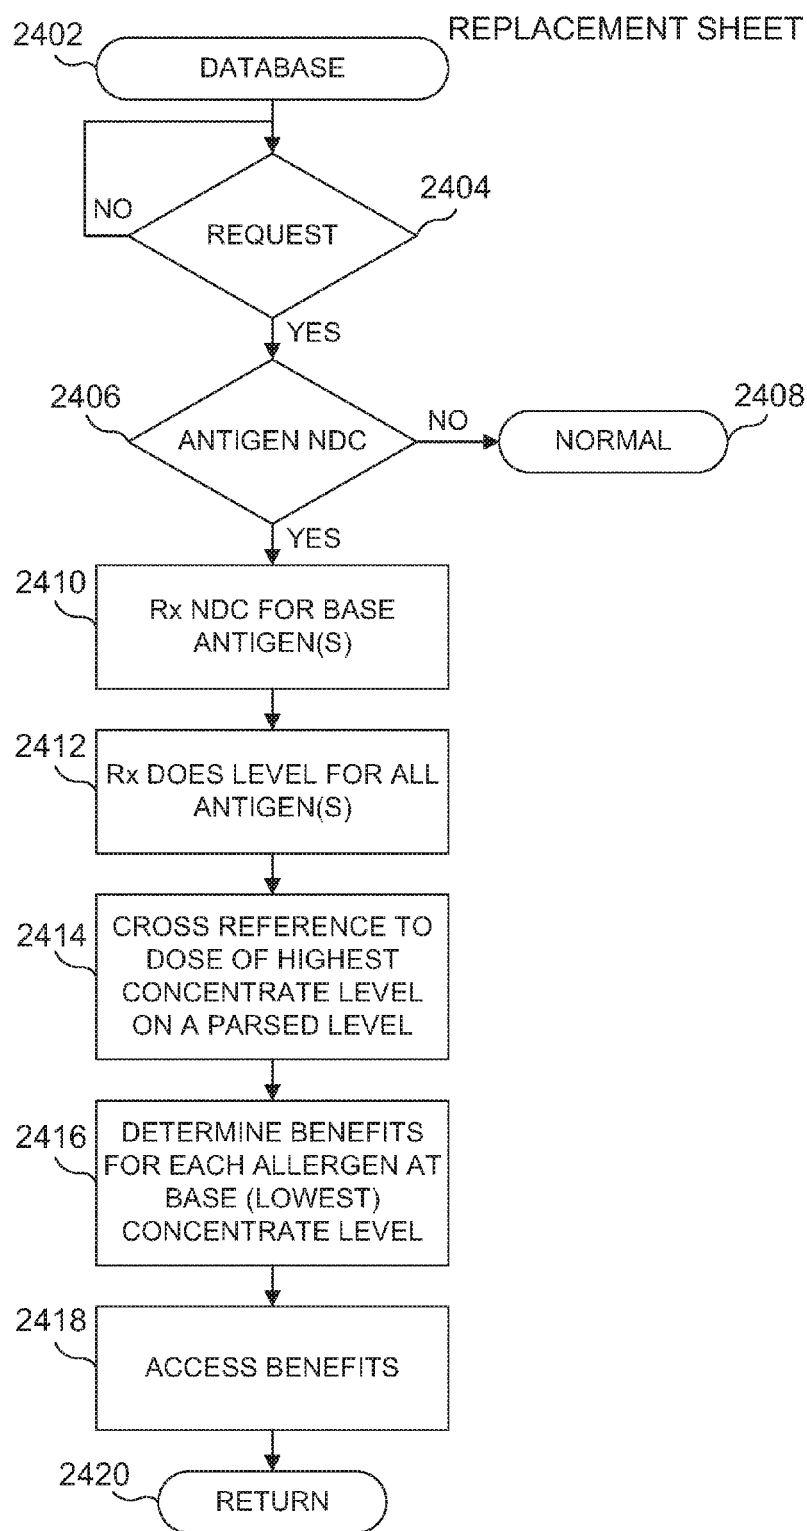 REPLACEMENT SHEET
2402
DATABASE
NO
2404
REQUEST
YES
2406
ANTIGEN NDC
NO
2408
NORMAL
YES
2410
Rx NDC FOR BASE
ANTIGEN(S)
2412
Rx DOES LEVEL FOR ALL
ANTIGEN(S)
2414
CROSS REFERENCE TO
DOSE OF HIGHEST
CONCENTRATE LEVEL
ON A PARSED LEVEL
2416
DETERMINE BENEFITS
FOR EACH ALLERGEN AT
BASE (LOWEST)
CONCENTRATE LEVEL
2418
ACCESS BENEFITS
2420
RETURN